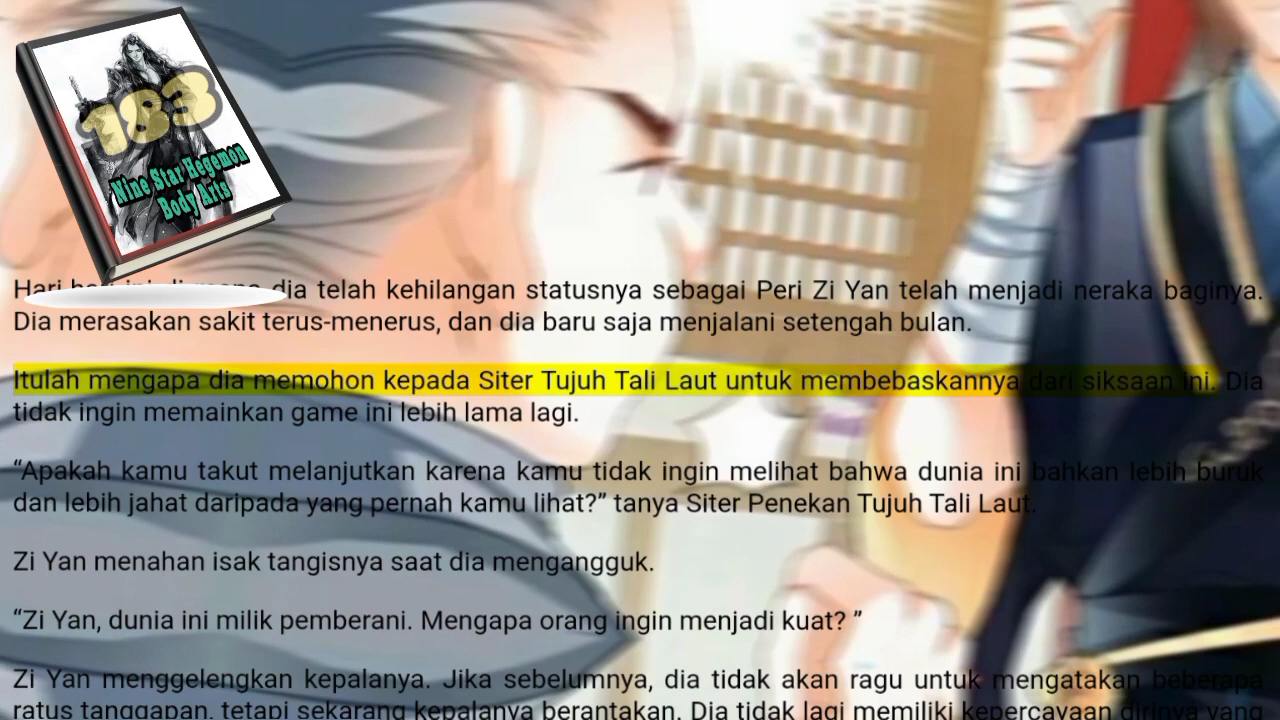 183
Nine Star Hegemon
Body Arts
Hari dia telah kehilangan statusnya sebagai Peri Zi Yan telah menjadi neraka baginya.
Dia merasakan sakit terus-menerus, dan dia baru saja menjalani setengah bulan.
Itulah mengapa dia memohon kepada Siter Tujuh Tali Laut untuk membebaskannya dari siksaan ini. Dia
tidak ingin memainkan game ini lebih lama lagi.
“Apakah kamu takut melanjutkan karena kamu tidak ingin melihat bahwa dunia ini bahkan lebih buruk
dan lebih jahat daripada yang pernah kamu lihat?” tanya Siter Penekan Tujuh Tali Laut.
Zi Yan menahan isak tangisnya saat dia mengangguk.
“Zi Yan, dunia ini milik pemberani. Mengapa orang ingin menjadi kuat? ”
Zi Yan menggelengkan kepalanya. Jika sebelumnya, dia tidak akan ragu untuk mengatakan beberapa
ratus tanggapan, tetapi sekarang kepalanya berantakan. Dia tidak lagi memiliki kepercayaan dirinya yang